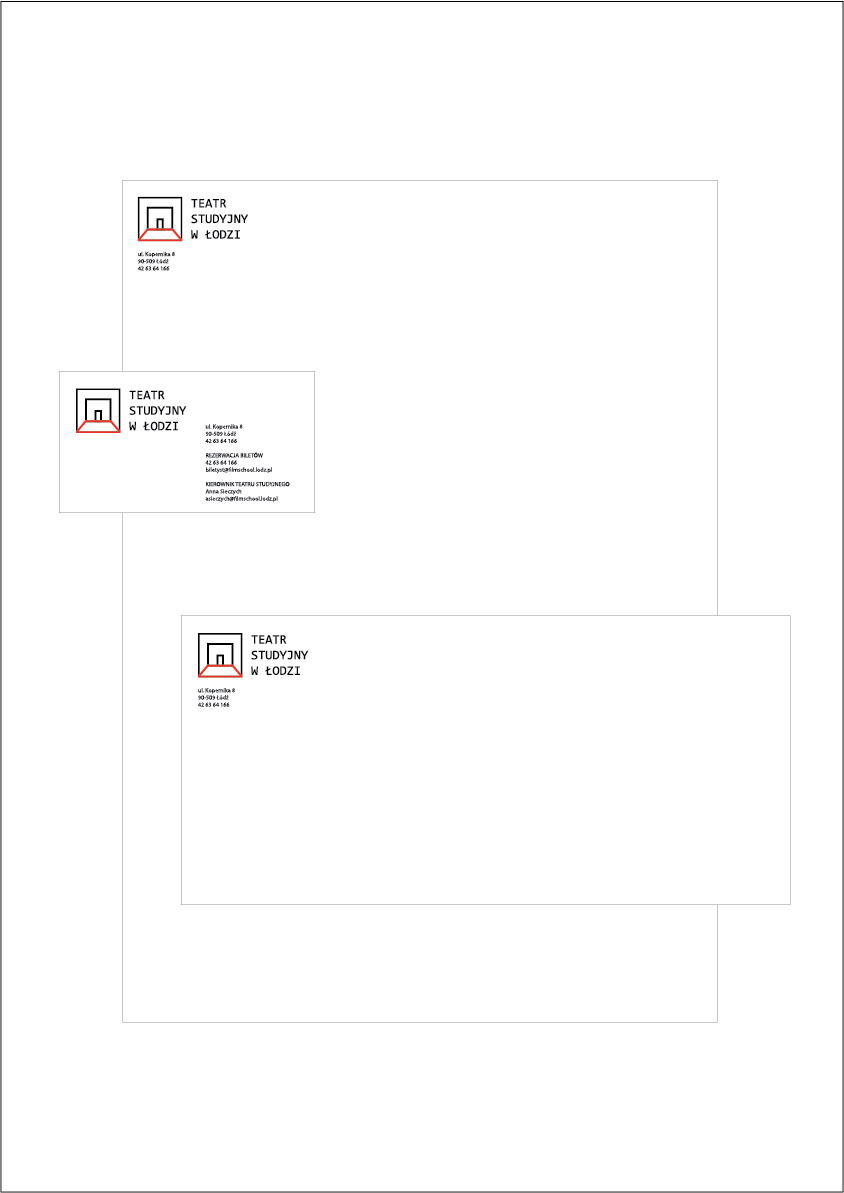 TEATR
STUDYJNY
W ŁODZI
ul. Kopernika 8
90-509 Łódź
42 63 64 166
TEATR
STUDYJNY
W ŁODZI
ul. Kopernika 8
90-509 Łódź
42 63 64 166
REZERWACJA BILETÓW
42 63 64 166
biletyst@filmschool.lodz.pl
KIEROWNIK TEATRU STUDYJNEGO
Anna Sieczych
asieczych@filmschool.lodz.pl
TEATR
STUDYJNY
W ŁODZI
ul. Kopernika 8
90-509 Łódź
42 63 64 166